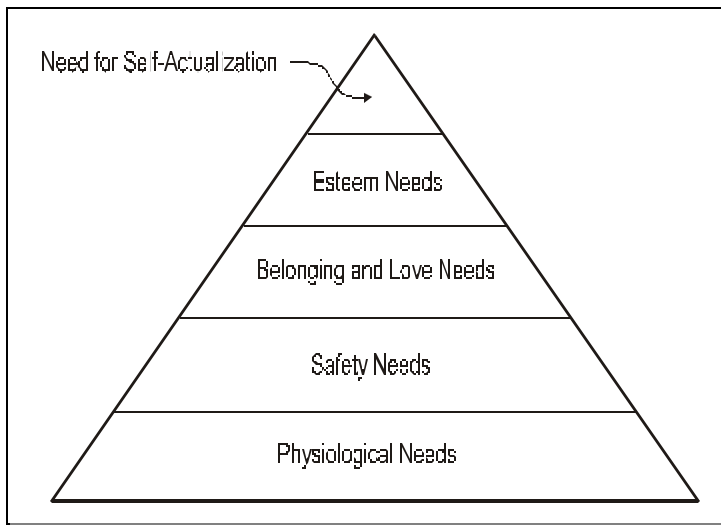 Need for Self-Actualization
Esteem Needs
Belonging and Love Needs
Safety Needs
Physiological Needs